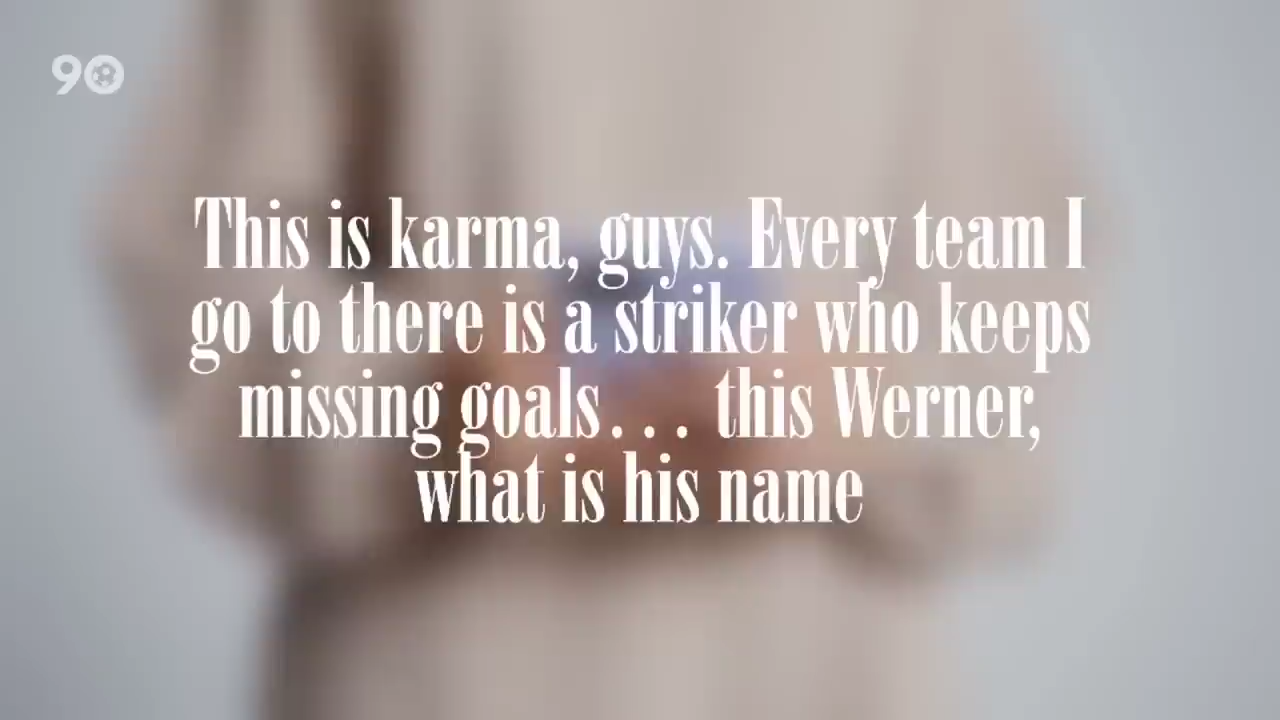 90
This is karma, guys. Every team I
go to there is a striker who keeps
missing goals... this Werner,
what is his name